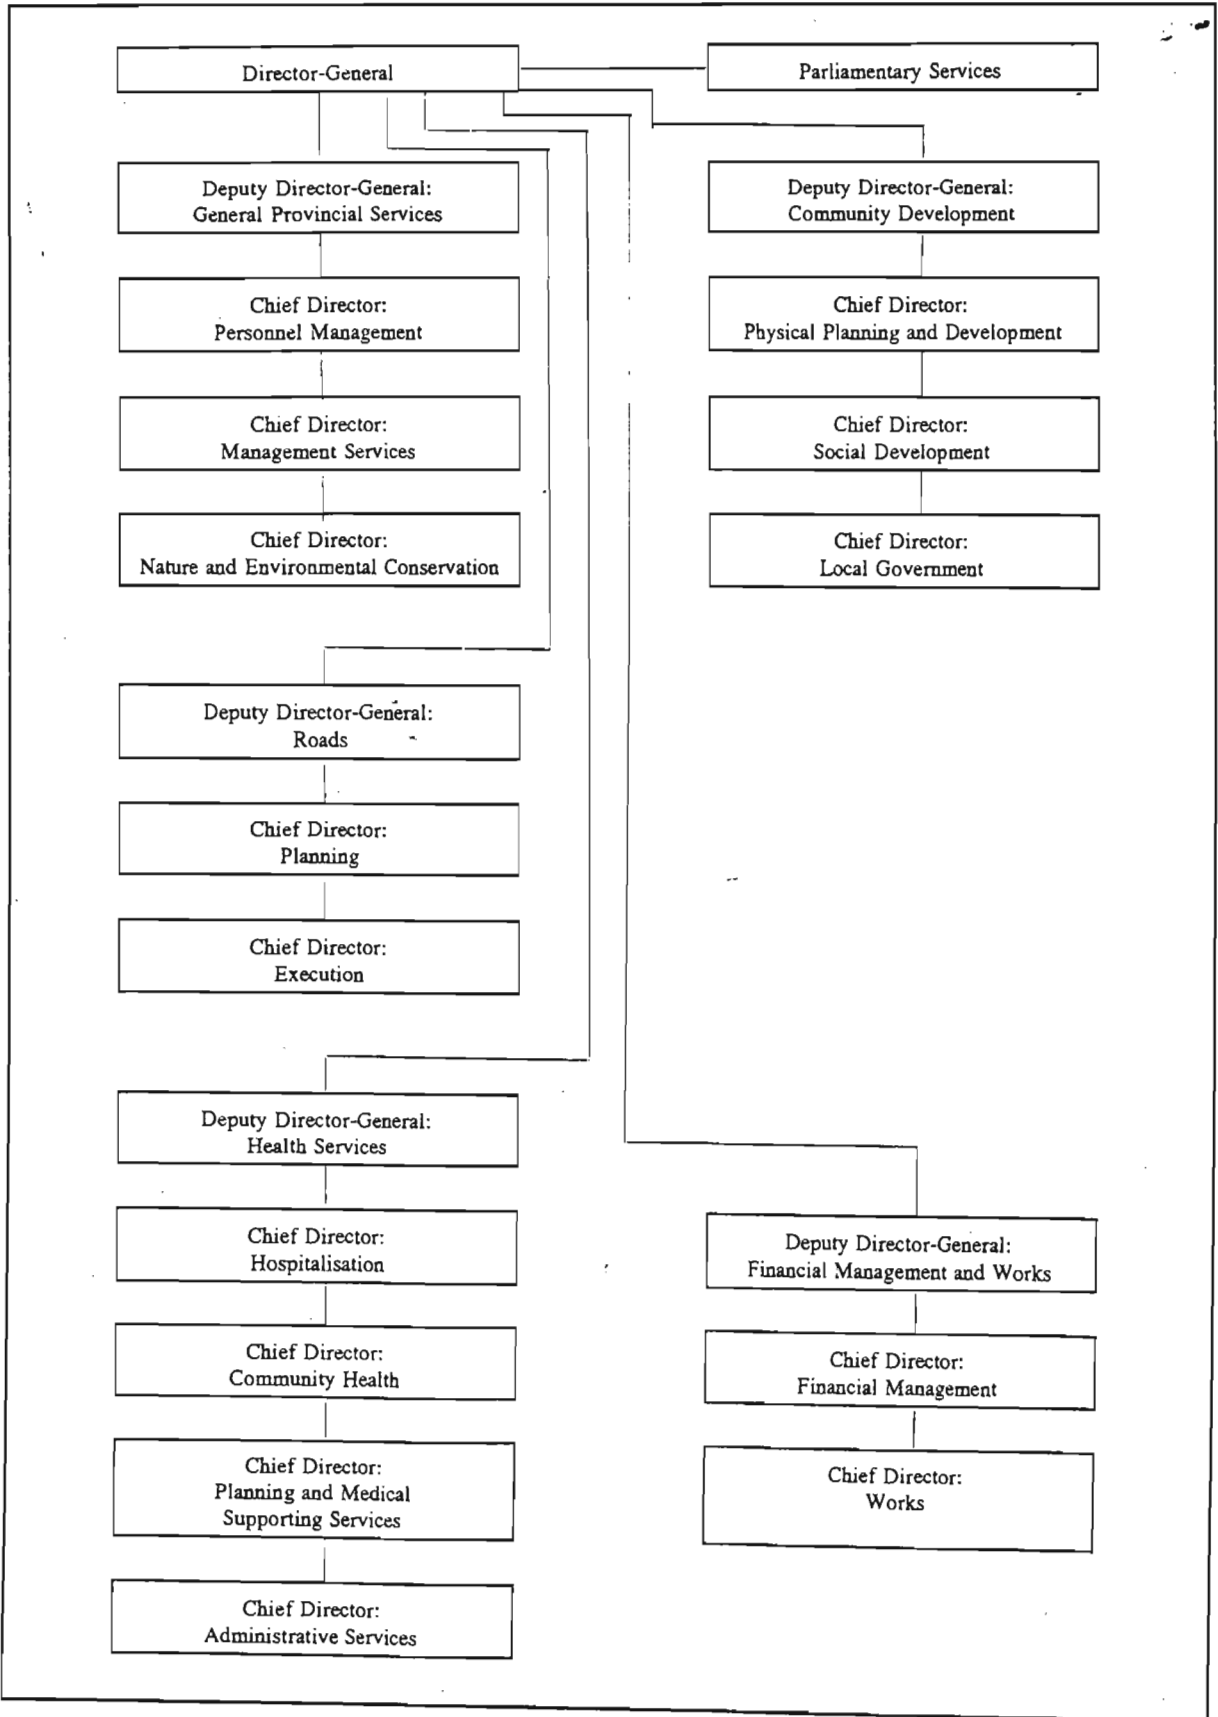 Director-General
Parliamentary Services
Deputy Director-General:
General Provincial Services
Chief Director:
Personnel Management
Chief Director:
Management Services
Chief Director:
Nature and Environmental Conservation
Deputy Director-General:
Community Development
Chief Director:
Physical Planning and Development
Chief Director:
Social Development
Chief Director:
Local Government
Deputy Director-General:
Roads
Chief Director:
Planning
Chief Director:
Execution
Deputy Director-General:
Health Services
Chief Director:
Hospitalisation
Chief Director:
Community Health
Chief Director:
Planning and Medical
Supporting Services
Chief Director:
Administrative Services
Deputy Director-General:
Financial Management and Works
Chief Director:
Financial Management
Chief Director:
Works